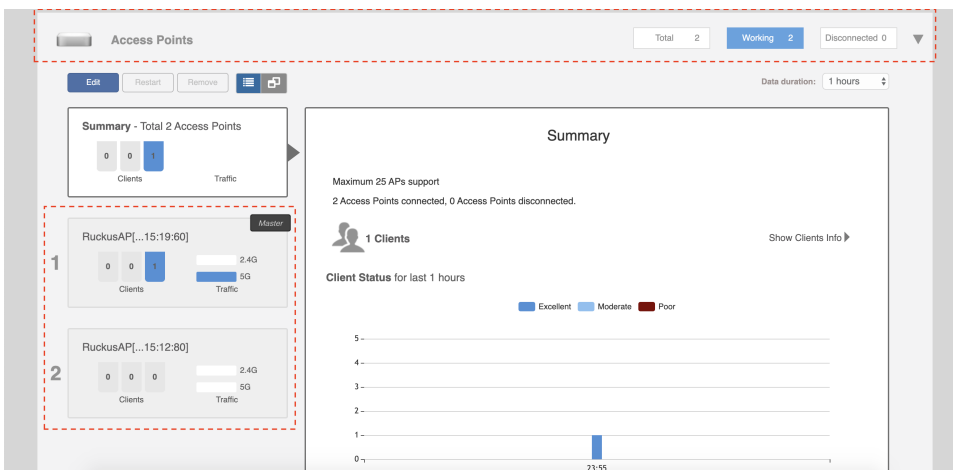 Access Points
Total 2
Working 2
Disconnected 0
Edit
Restart
Remove
Data duration:
1 hours
Summary - Total 2 Access Points
0 0 1
Clients
Traffic
Summary
Maximum 25 APs support
2 Access Points connected, 0 Access Points disconnected.
1 Clients
Show Clients Info
Client Status for last 1 hours
Excellent
Moderate
Poor
5
4
3
2
1
0
23:55
1
Master
RuckusAP[...15:19:60]
0 0 1
2.4G
5G
Clients
Traffic
2
RuckusAP[...15:12:80]
0 0 0
2.4G
5G
Clients
Traffic